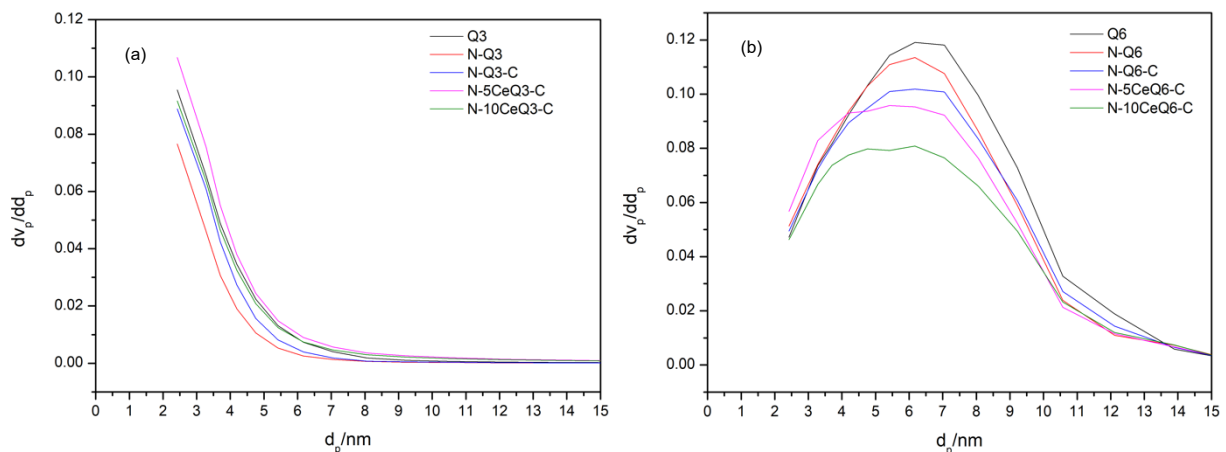 (a)
Q3
N-Q3
N-Q3-C
N-5CeQ3-C
N-10CeQ3-C
0.12
0.10
0.08
0.06
0.04
0.02
0.00
dvₚ/ddₚ
0 1 2 3 4 5 6 7 8 9 10 11 12 13 14 15
dₚ/nm
(b)
Q6
N-Q6
N-Q6-C
N-5CeQ6-C
N-10CeQ6-C
0.12
0.10
0.08
0.06
0.04
0.02
0.00
dvₚ/ddₚ
0 1 2 3 4 5 6 7 8 9 10 11 12 13 14 15
dₚ/nm